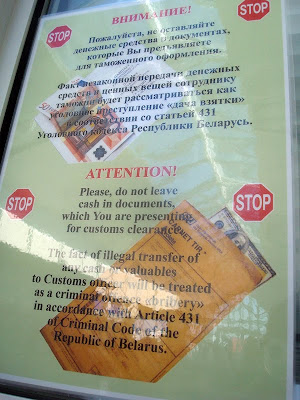 ВНИМАНИЕ!
STOP
STOP
Пожалуйста, не оставляйте
денежные средства в документах,
которые Вы предъявляете
для таможенного оформления.
Факт незаконной передачи денежных
средств и ценных вещей сотруднику
таможни будет рассматриваться как
уголовное преступление «дача взятки»
в соответствии со статьей 431
Уголовного кодекса Республики Беларусь.
ATTENTION!
STOP
STOP
Please, do not leave
cash in documents,
which You are presenting
for customs clearance.
The fact of illegal transfer of
any cash or valuables
to Customs officer will be treated
as a criminal offence «bribery»
in accordance with Article 431
of Criminal Code of the
Republic of Belarus.
CARNET TIR